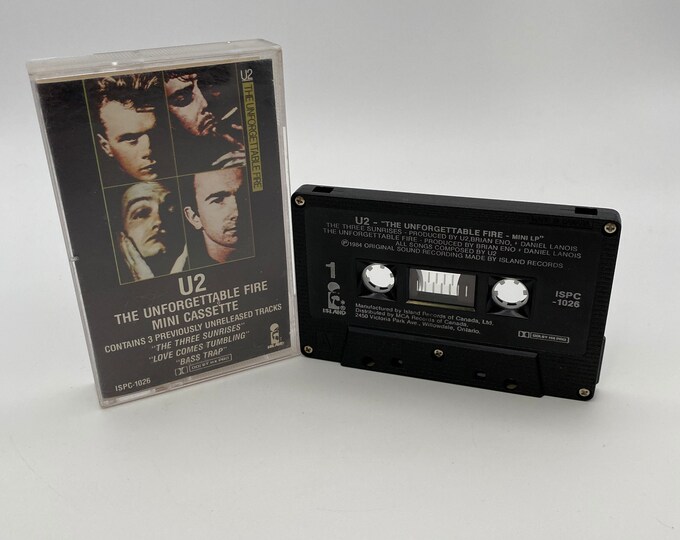 U2
THE UNFORGETTABLE FIRE
U2
THE UNFORGETTABLE FIRE
MINI CASSETTE
CONTAINS 3 PREVIOUSLY UNRELEASED TRACKS
"THE THREE SUNRISES"
"LOVE COMES TUMBLING"
"BASS TRAP"
ISPC-1026
U2 - "THE UNFORGETTABLE FIRE - MINI LP"
THE THREE SUNRISES - PRODUCED BY U2, BRIAN ENO, + DANIEL LANOIS
THE UNFORGETTABLE FIRE - PRODUCED BY BRIAN ENO + DANIEL LANOIS
ALL SONGS COMPOSED BY U2
℗1984 ORIGINAL SOUND RECORDING MADE BY ISLAND RECORDS
1
ISPC
-1026
ISLAND
Manufactured by Island Records of Canada, Ltd.
Distributed by MCA Records of Canada.
2450 Victoria Park Ave., Willowdale, Ontario.
DOLBY HX PRO